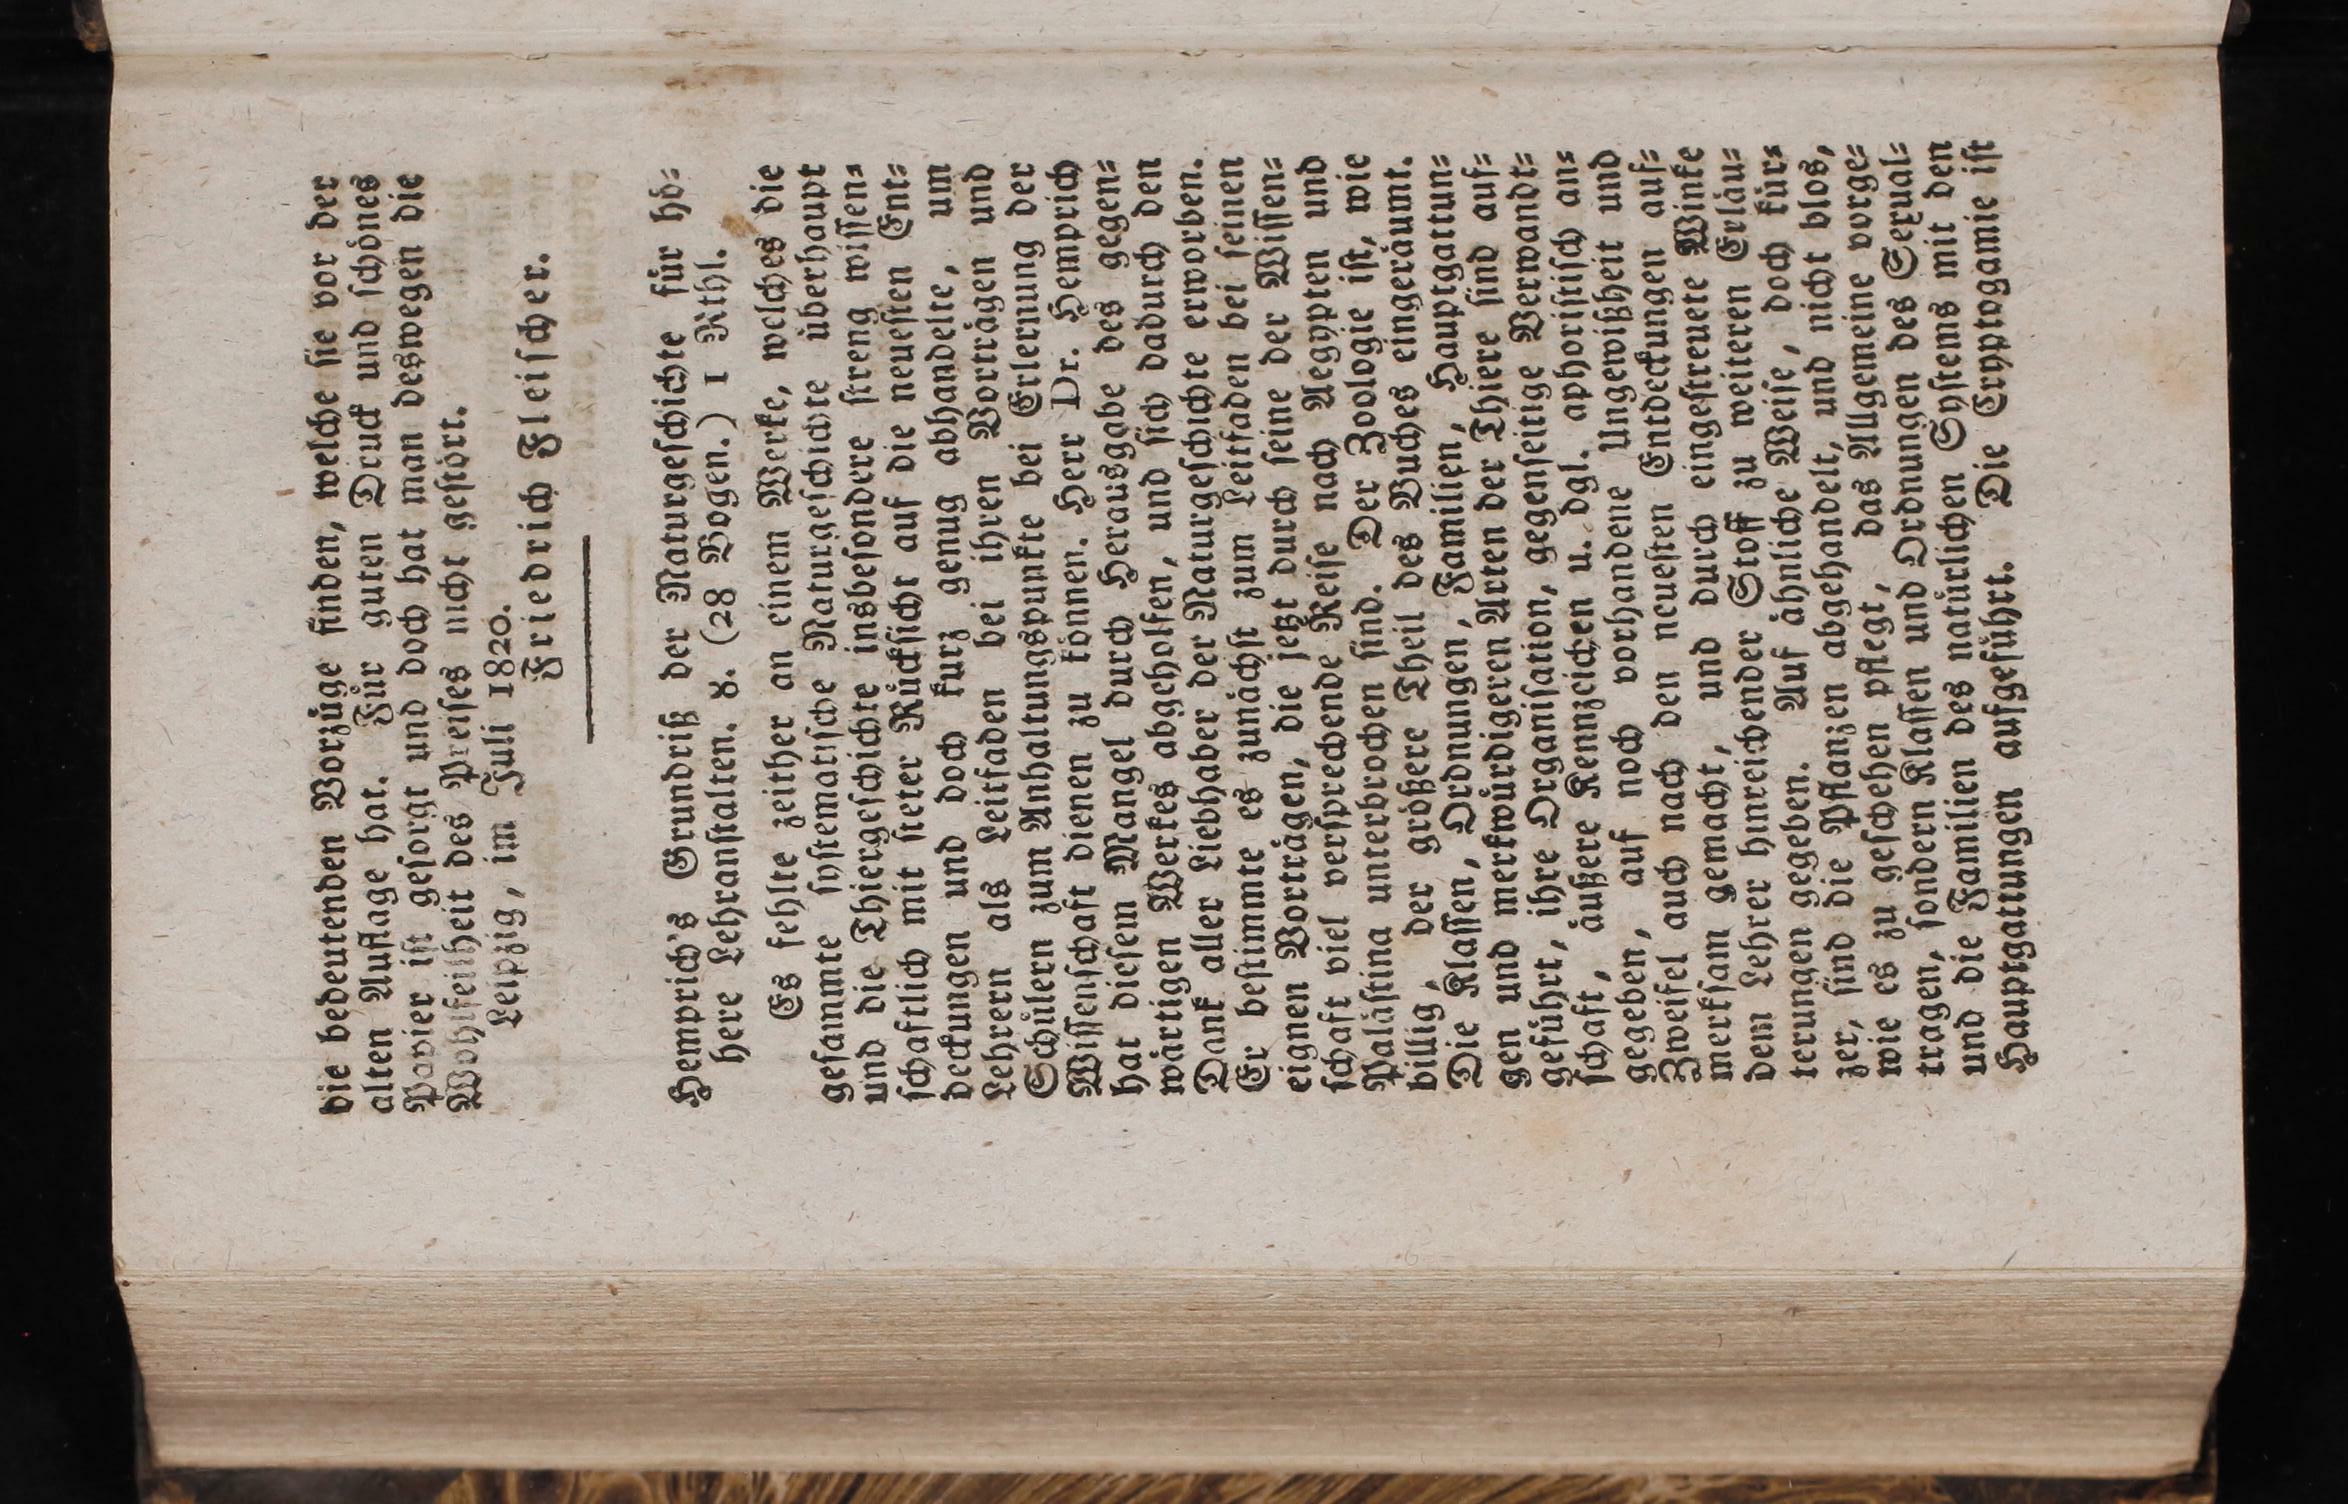 die bedeutenden Vorzüge finden, welche sie vor der
alten Auflage hat. Für guten Druck und schönes
Papier ist gesorgt und doch hat man deswegen die
Wohlfeilheit des Preises nicht gestört.
Leipzig, im Juli 1820.
Friedrich Fleischer.
Hemprich's Grundriß der Naturgeschichte für hö-
here Lehranstalten. 8. (28 Bogen.) 1 Rthl.
Es fehlte zeither an einem Werke, welches die
gesammte systematische Naturgeschichte überhaupt
und die Thiergeschichte insbesondere streng wissen-
schaftlich mit steter Rücksicht auf die neuesten Ent-
deckungen und doch kurz genug abhandelte, um
Lehrern als Leitfaden bei ihren Vorträgen und
Schülern zum Anhaltungspunkte bei Erlernung der
Wissenschaft dienen zu können. Herr Dr. Hemprich
hat diesem Mangel durch Herausgabe des gegen-
wärtigen Werkes abgeholfen, und sich dadurch den
Dank aller Liebhaber der Naturgeschichte erworben.
Er bestimmte es zunächst zum Leitfaden bei seinen
eignen Vorträgen, die jetzt durch seine der Wissen-
schaft viel versprechende Reise nach Aegypten und
Palästina unterbrochen sind. Der Zoologie ist, wie
billig, der größere Theil des Buches eingeräumt.
Die Klassen, Ordnungen, Familien, Hauptgattun-
gen und merkwürdigeren Arten der Thiere sind auf-
geführt, ihre Organisation, gegenseitige Verwandt-
schaft, äußere Kennzeichen u. dgl. aphoristisch an-
gegeben, auf noch vorhandene Ungewißheit und
Zweifel auch nach den neuesten Entdeckungen auf-
merksam gemacht, und durch eingestreuete Winke
dem Lehrer hinreichender Stoff zu weiteren Erläu-
terungen gegeben. Auf ähnliche Weise, doch kür-
zer, sind die Pflanzen abgehandelt, und nicht blos,
wie es zu geschehen pflegt, das Allgemeine vorge-
tragen, sondern Klassen und Ordnungen des Sexual-
und die Familien des natürlichen Systems mit den
Hauptgattungen aufgeführt. Die Cryptogamie ist